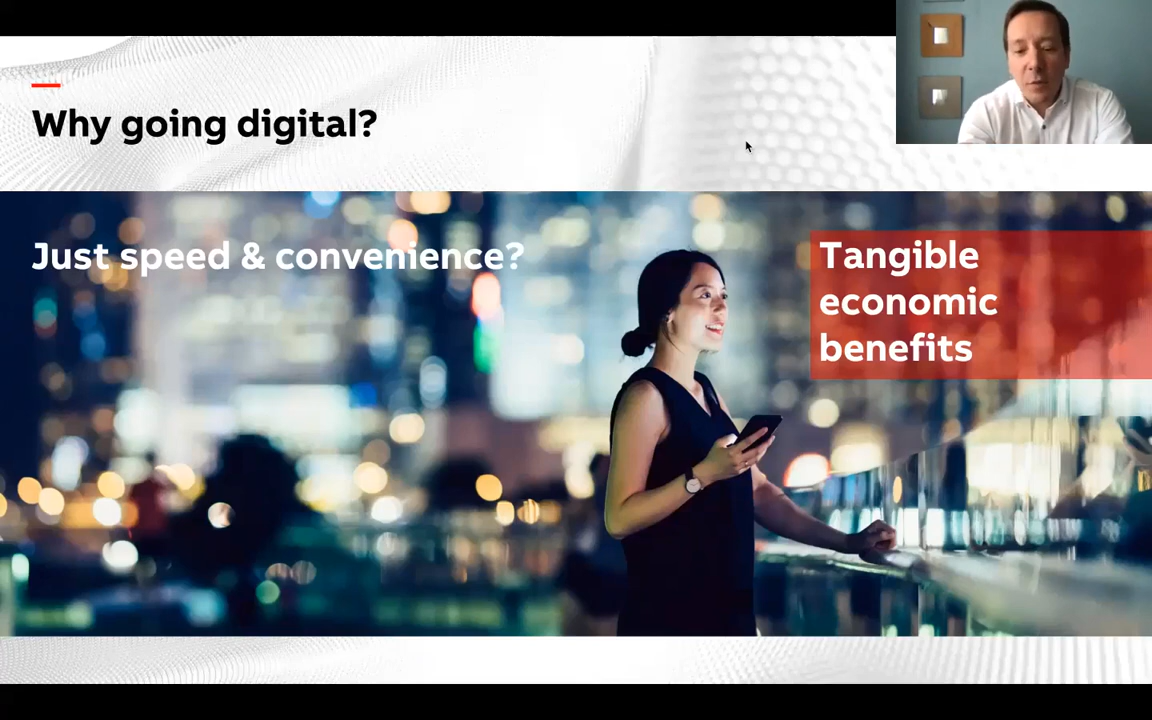 Why going digital?
Just speed & convenience?
Tangible
economic
benefits